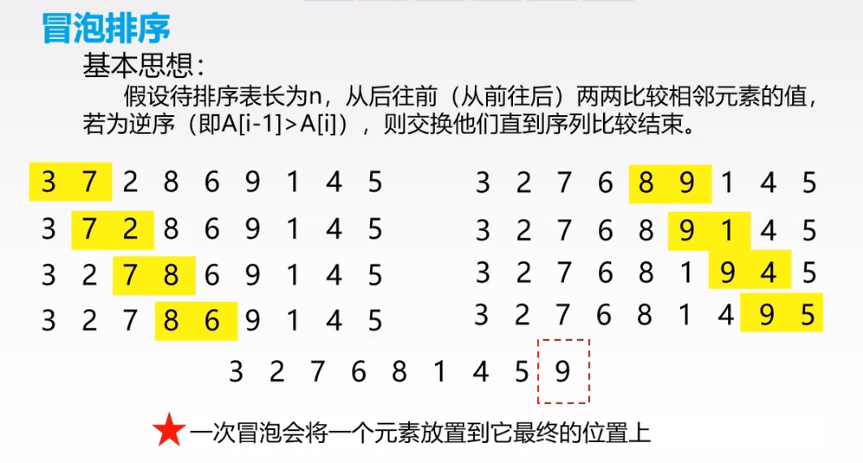 冒泡排序
基本思想：
假设待排序表长为n，从后往前（从前往后）两两比较相邻元素的值，
若为逆序（即A[i-1]>A[i]），则交换他们直到序列比较结束。
3 7 2 8 6 9 1 4 5
3 7 2 8 6 9 1 4 5
3 2 7 8 6 9 1 4 5
3 2 7 8 6 9 1 4 5
3 2 7 6 8 9 1 4 5
3 2 7 6 8 9 1 4 5
3 2 7 6 8 1 9 4 5
3 2 7 6 8 1 4 9 5
3 2 7 6 8 1 4 5 9
一次冒泡会将一个元素放置到它最终的位置上